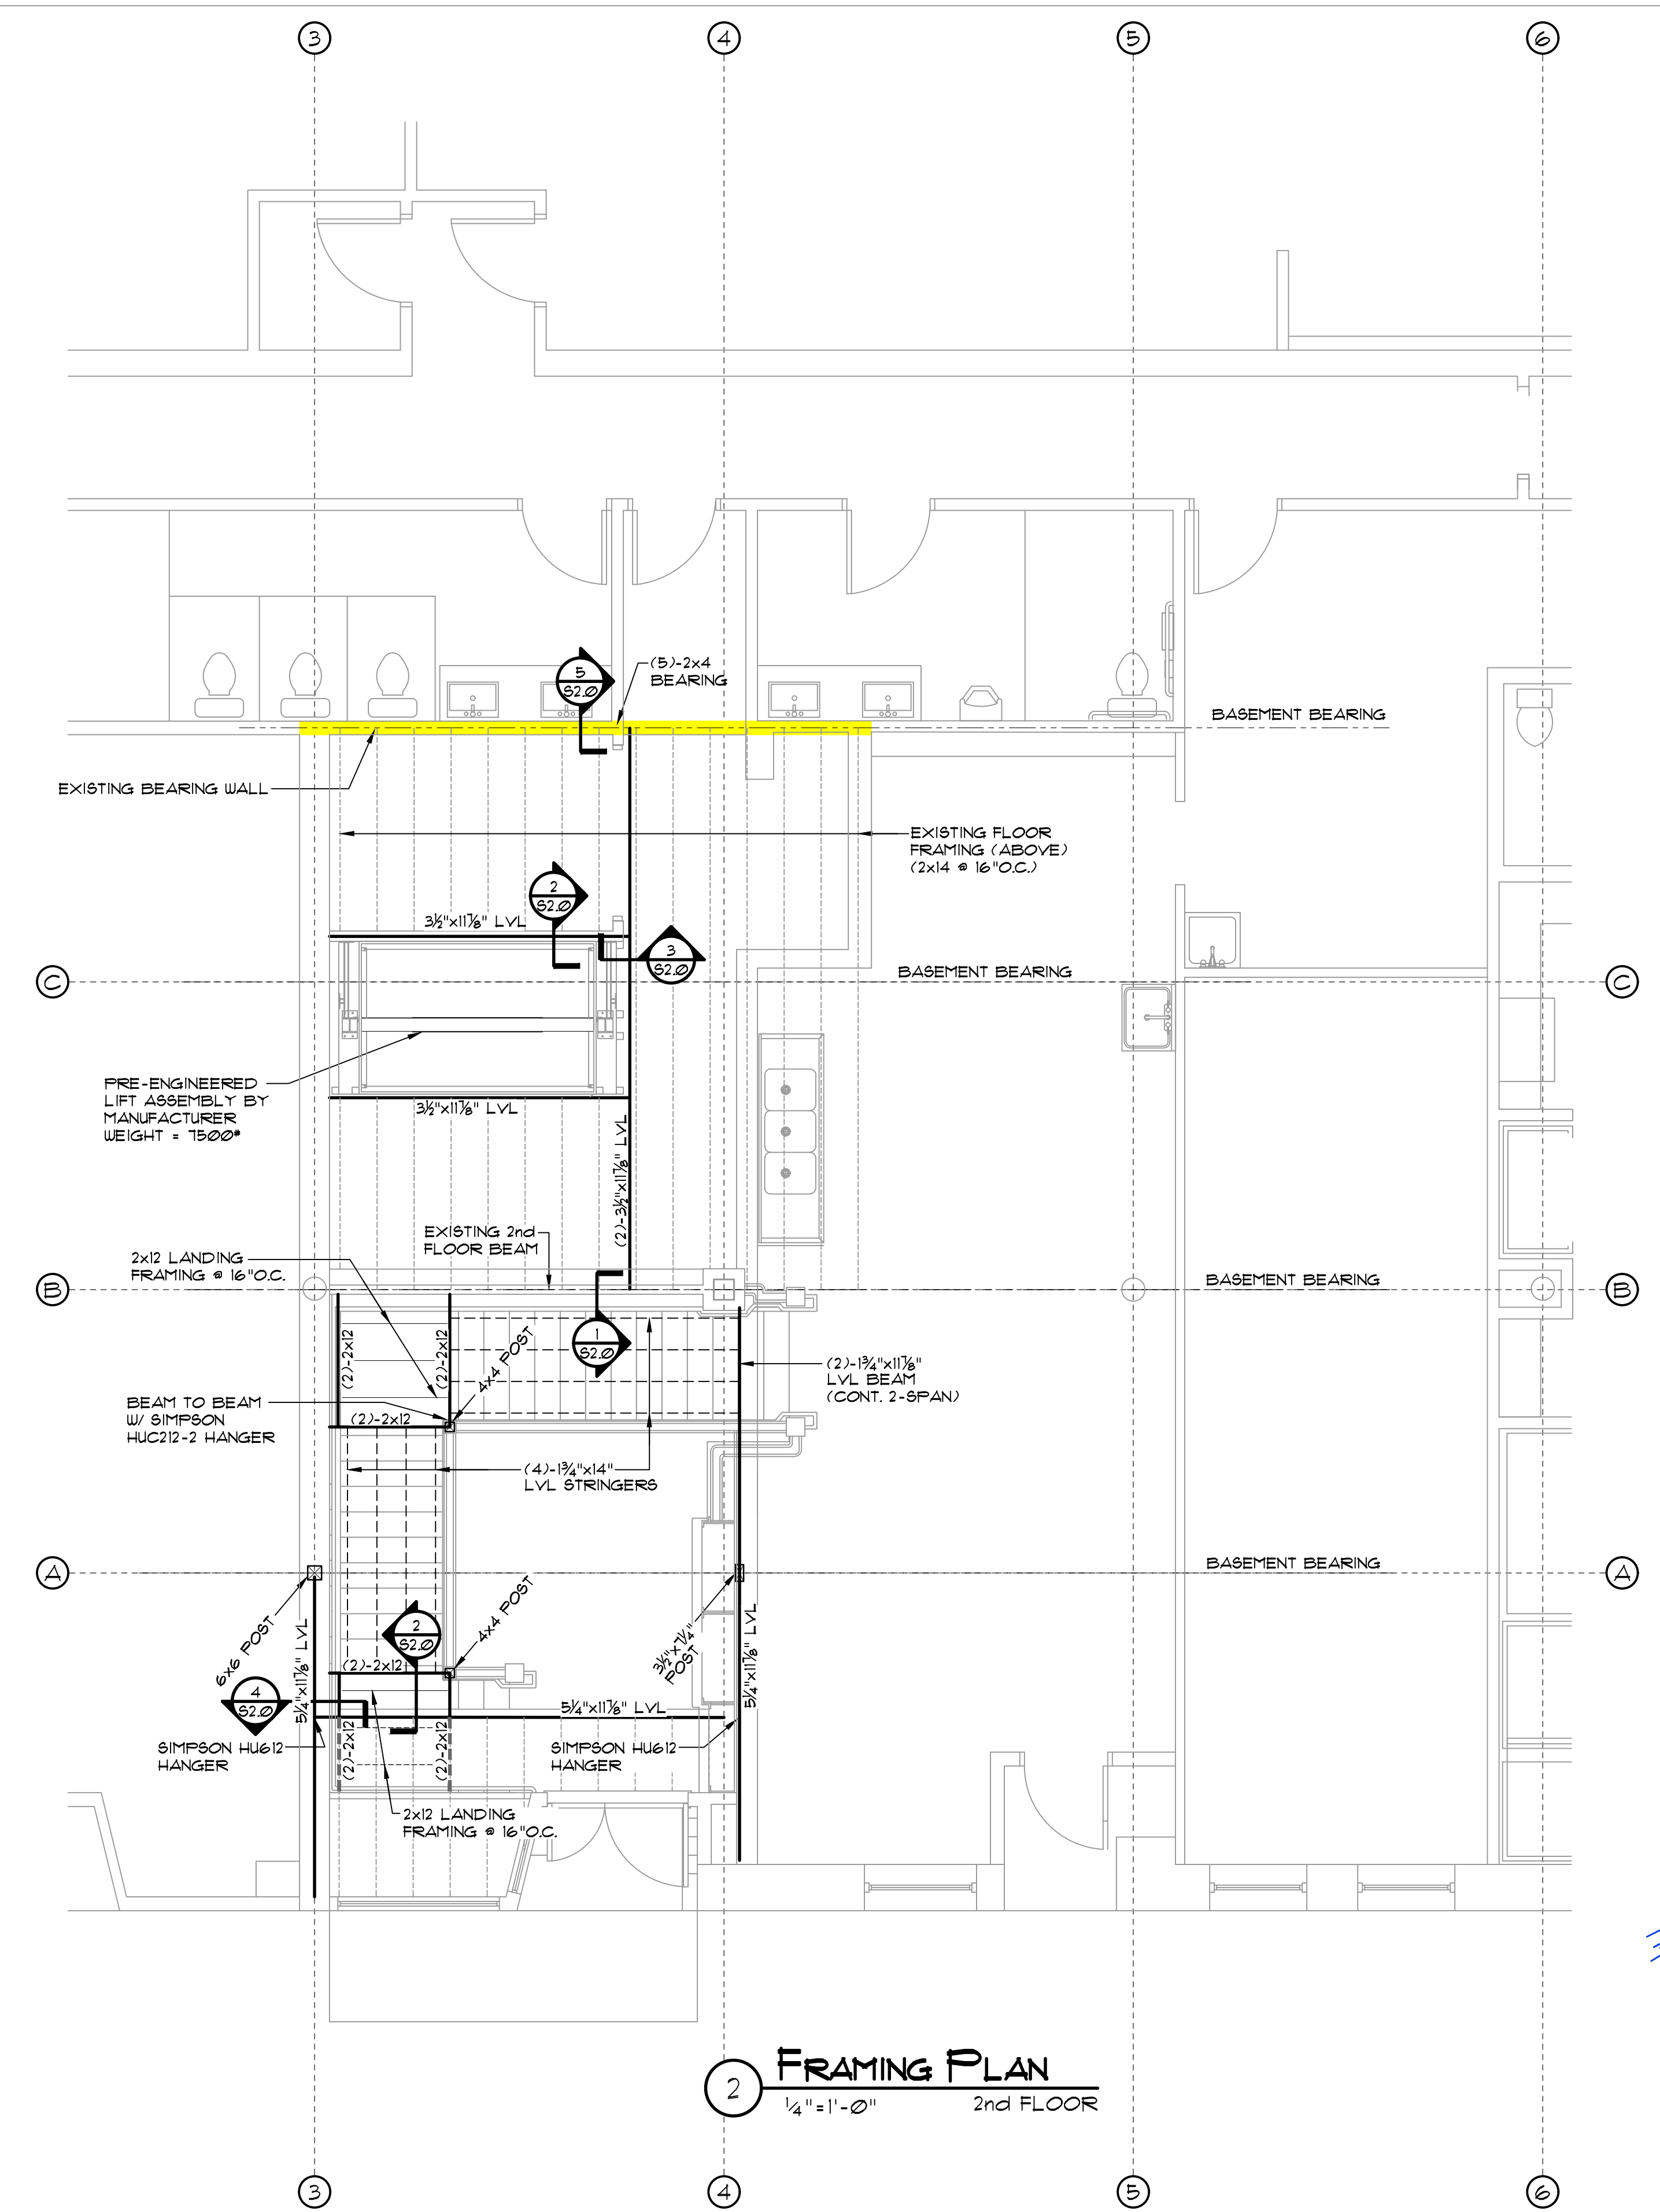 3 4 5 6
5
S2.0
(5)-2x4
BEARING
BASEMENT BEARING
EXISTING BEARING WALL
EXISTING FLOOR
FRAMING (ABOVE)
(2x14 @ 16"O.C.)
2
S2.0
3½"x11⅞" LVL
3
S2.0
C
BASEMENT BEARING
C
PRE-ENGINEERED
LIFT ASSEMBLY BY
MANUFACTURER
WEIGHT = 7500#
3½"x11⅞" LVL
(2)-3½"x11⅞" LVL
EXISTING 2nd
FLOOR BEAM
2x12 LANDING
FRAMING @ 16"O.C.
B
BASEMENT BEARING
B
1
S2.0
(2)-2x12
(2)-2x12
4x4 POST
(2)-1¾"x11⅞"
LVL BEAM
(CONT. 2-SPAN)
BEAM TO BEAM
W/ SIMPSON
HUC212-2 HANGER
(2)-2x12
(4)-1¾"x14"
LVL STRINGERS
A
BASEMENT BEARING
A
6x6 POST
5¼"x11⅞" LVL
2
S2.0
4x4 POST
3½"x7¼"
POST
5¼"x11⅞" LVL
(2)-2x12
4
S2.0
5¼"x11⅞" LVL
(2)-2x12
(2)-2x12
SIMPSON HU612
HANGER
SIMPSON HU612
HANGER
2x12 LANDING
FRAMING @ 16"O.C.
2
FRAMING PLAN
¼"=1'-0"
2nd FLOOR
3 4 5 6